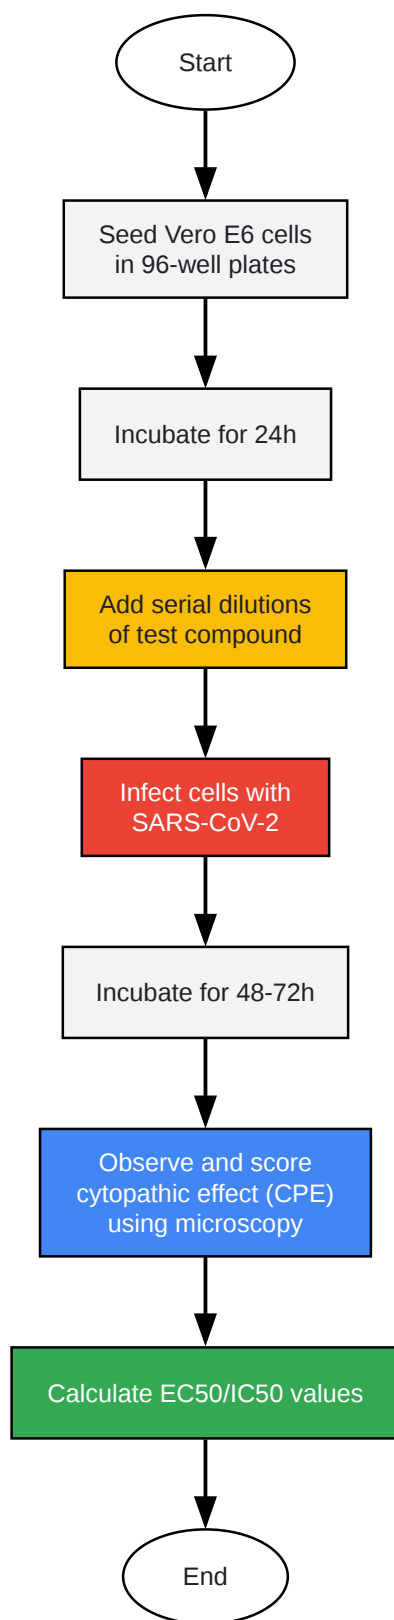 Start
Seed Vero E6 cells
in 96-well plates
Incubate for 24h
Add serial dilutions
of test compound
Infect cells with
SARS-CoV-2
Incubate for 48-72h
Observe and score
cytopathic effect (CPE)
using microscopy
Calculate EC50/IC50 values
End